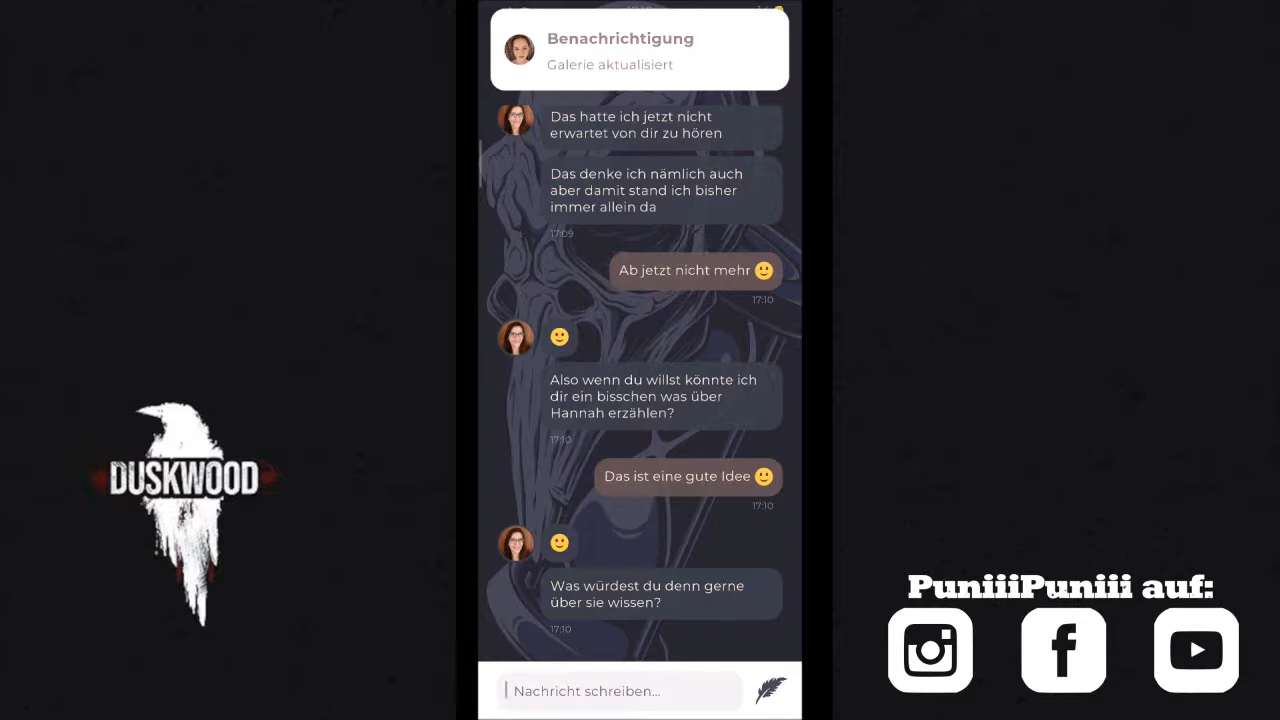 Benachrichtigung
Galerie aktualisiert
Das hatte ich jetzt nicht
erwartet von dir zu hören
Das denke ich nämlich auch
aber damit stand ich bisher
immer allein da
17:09
Ab jetzt nicht mehr 🙂
17:10
🙂
Also wenn du willst könnte ich
dir ein bisschen was über
Hannah erzählen?
17:10
Das ist eine gute Idee 🙂
17:10
🙂
Was würdest du denn gerne
über sie wissen?
17:10
Nachricht schreiben...
DUSKWOOD
PuniiiPuniii auf: